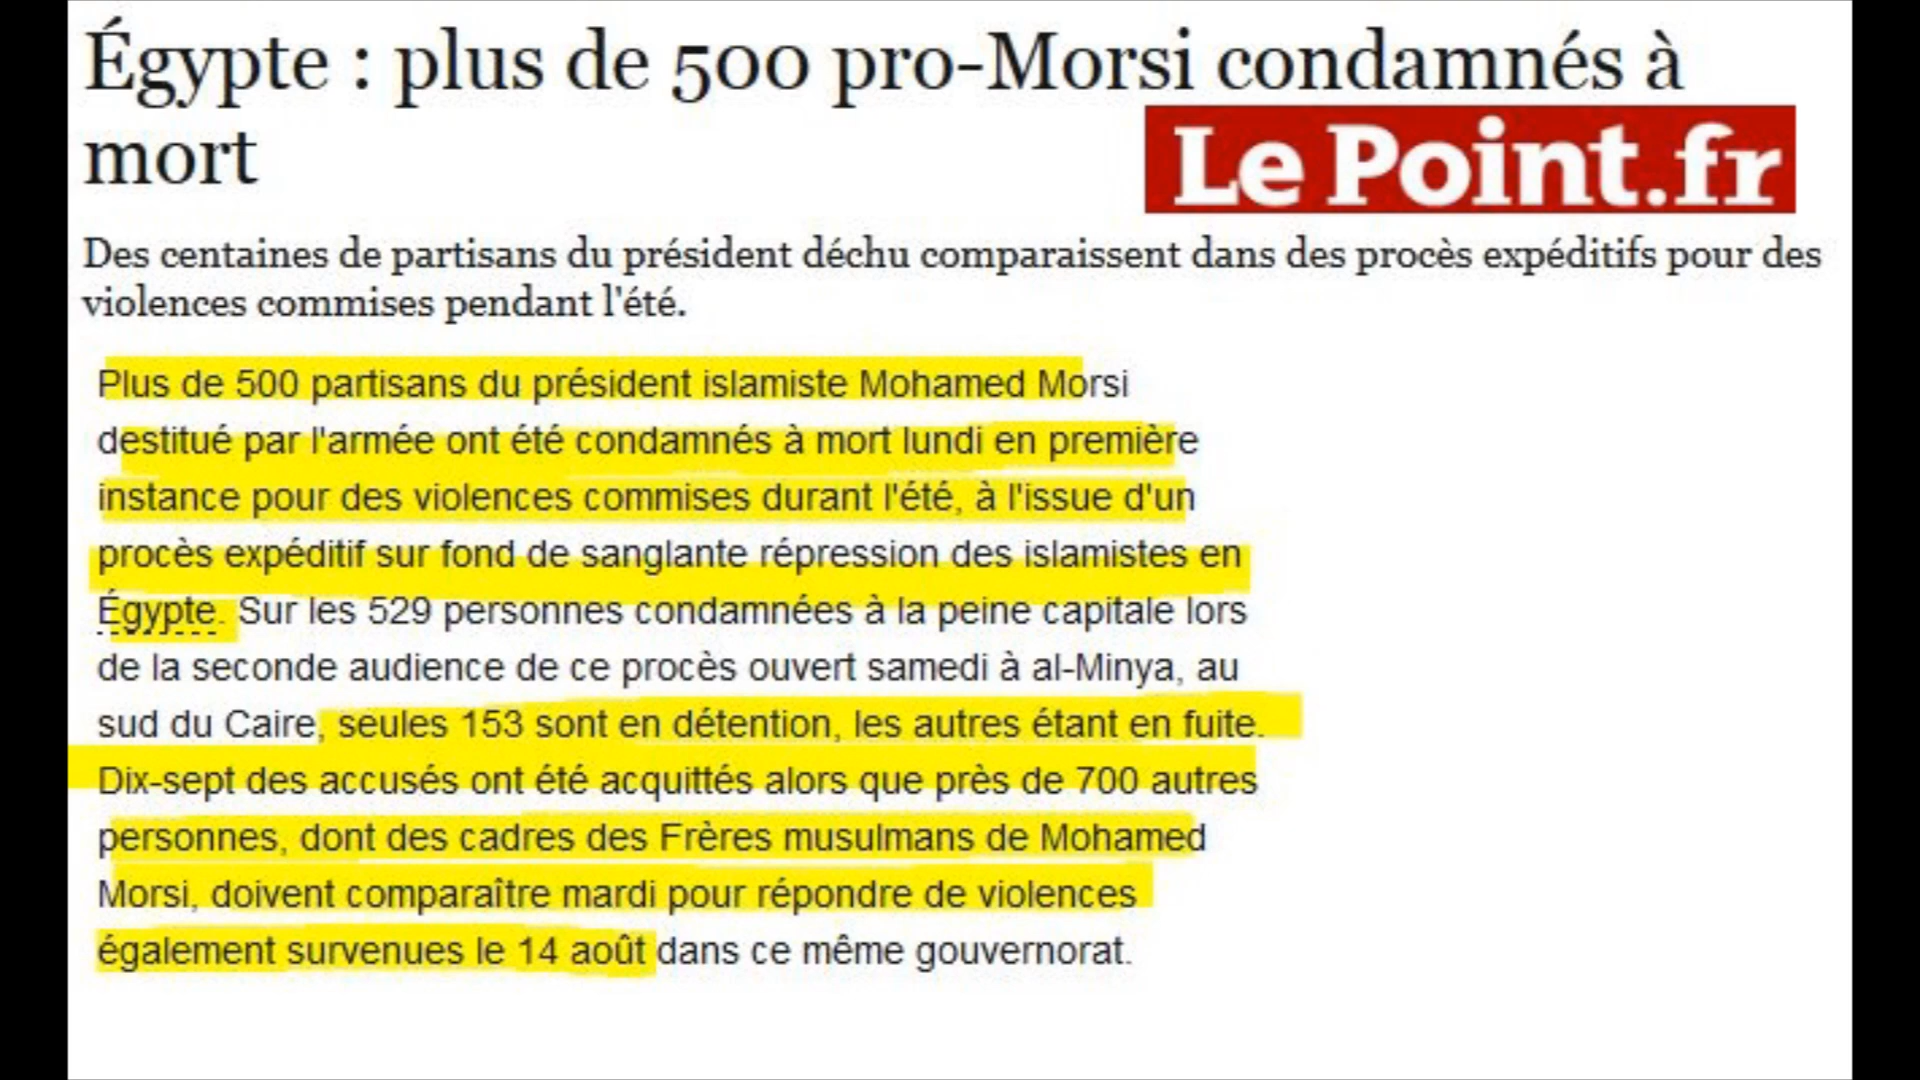 Égypte : plus de 500 pro-Morsi condamnés à
mort
Le Point.fr
Des centaines de partisans du président déchu comparaissent dans des procès expéditifs pour des
violences commises pendant l'été.
Plus de 500 partisans du président islamiste Mohamed Morsi
destitué par l'armée ont été condamnés à mort lundi en première
instance pour des violences commises durant l'été, à l'issue d'un
procès expéditif sur fond de sanglante répression des islamistes en
Égypte. Sur les 529 personnes condamnées à la peine capitale lors
de la seconde audience de ce procès ouvert samedi à al-Minya, au
sud du Caire, seules 153 sont en détention, les autres étant en fuite.
Dix-sept des accusés ont été acquittés alors que près de 700 autres
personnes, dont des cadres des Frères musulmans de Mohamed
Morsi, doivent comparaître mardi pour répondre de violences
également survenues le 14 août dans ce même gouvernorat.